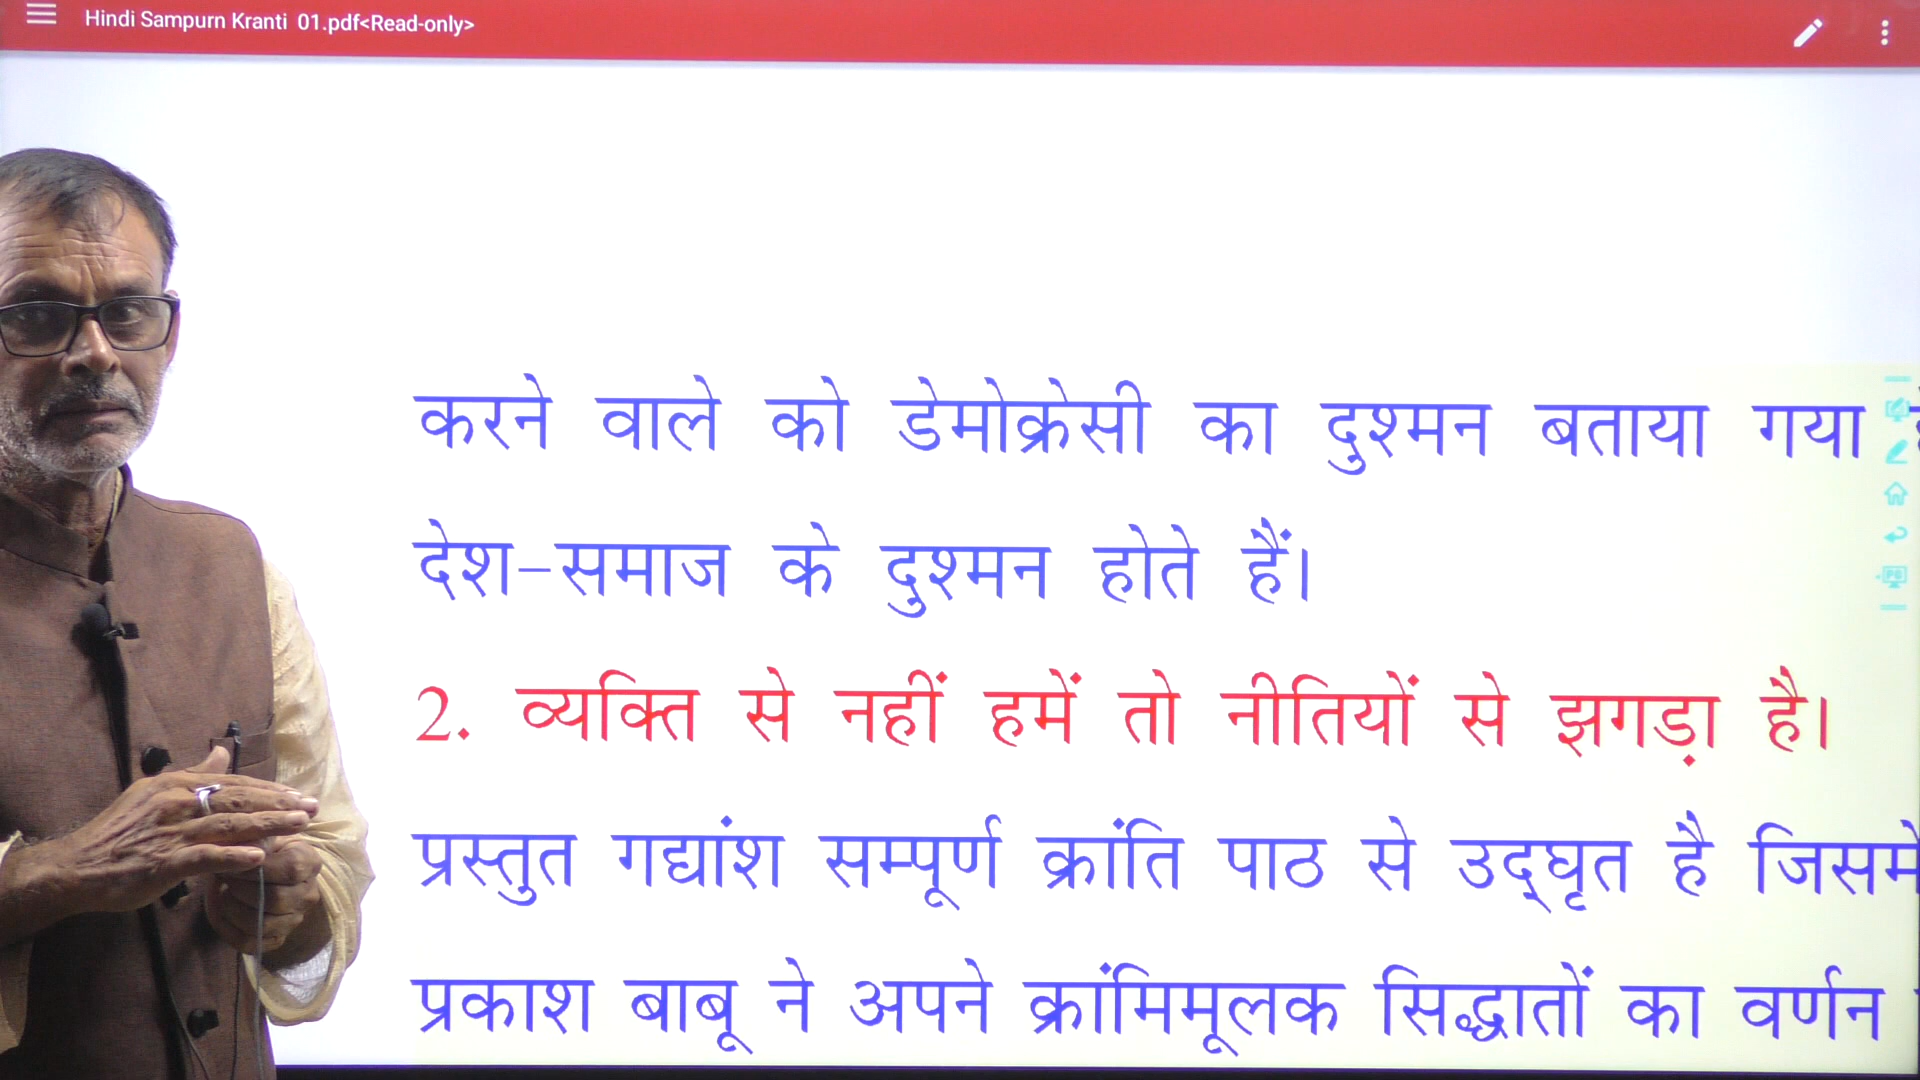 Hindi Sampurn Kranti 01.pdf<Read-only>
करने वाले को डेमोक्रेसी का दुश्मन बताया गया
देश-समाज के दुश्मन होते हैं।
2. व्यक्ति से नहीं हमें तो नीतियों से झगड़ा है।
प्रस्तुत गद्यांश सम्पूर्ण क्रांति पाठ से उद्घृत है जिसमे
प्रकाश बाबू ने अपने क्रांमिमूलक सिद्धातों का वर्णन